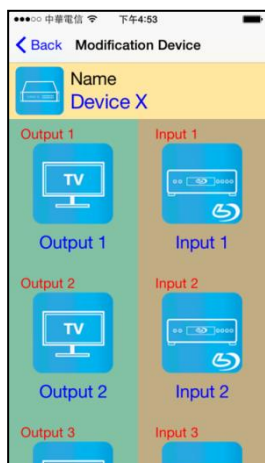 中華電信 下午4:53
Back Modification Device
Name
Device X
Output 1 Input 1
TV
Output 1 Input 1
Output 2 Input 2
TV
Output 2 Input 2
Output 3 Input 3